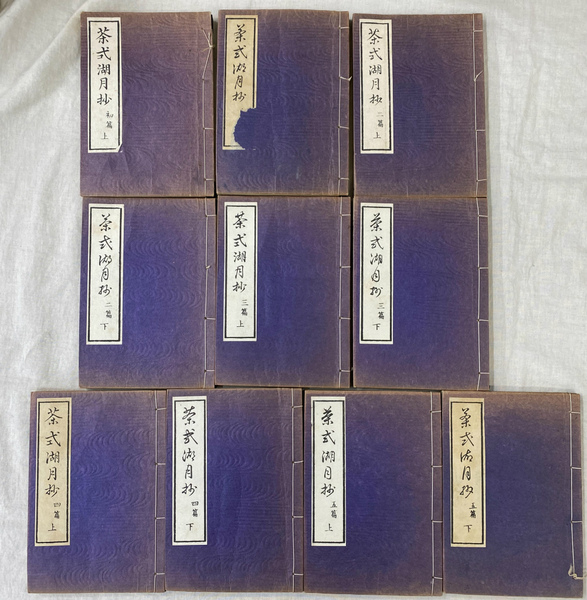 茶式湖月抄 初篇 上
茶式湖月抄
茶式湖月抄 二篇 上
茶式湖月抄 二篇 下
茶式湖月抄 三篇 上
茶式湖月抄 三篇 下
茶式湖月抄 四篇 上
茶式湖月抄 四篇 下
茶式湖月抄 五篇 上
茶式湖月抄 五篇 下